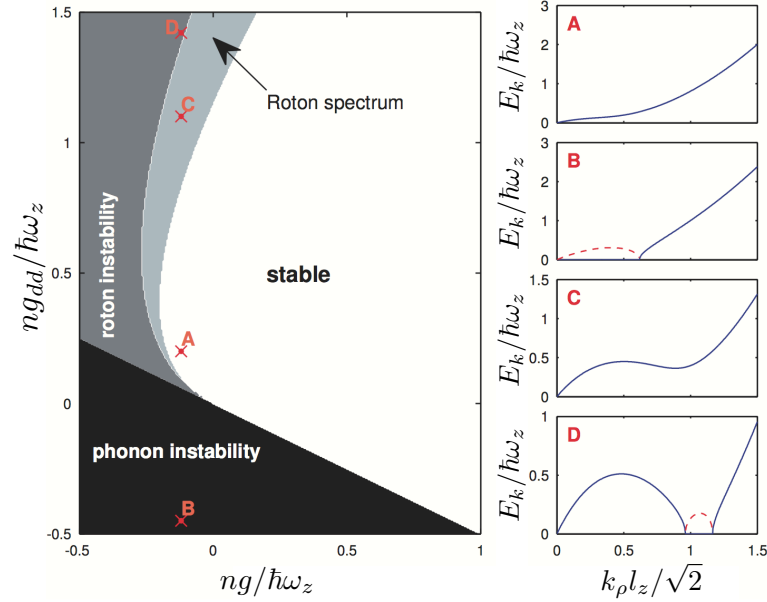 1.5
1
0.5
0
-0.5
ng_{dd}/ħω_z
D
C
Roton spectrum
roton instability
stable
A
phonon instability
B
-0.5 0 0.5 1
ng/ħω_z
A
E_k/ħω_z
3
2
1
0
B
E_k/ħω_z
3
2
1
0
C
E_k/ħω_z
1.5
1
0.5
0
D
E_k/ħω_z
1
0.5
0
0 0.5 1 1.5
k_ρl_z/√2